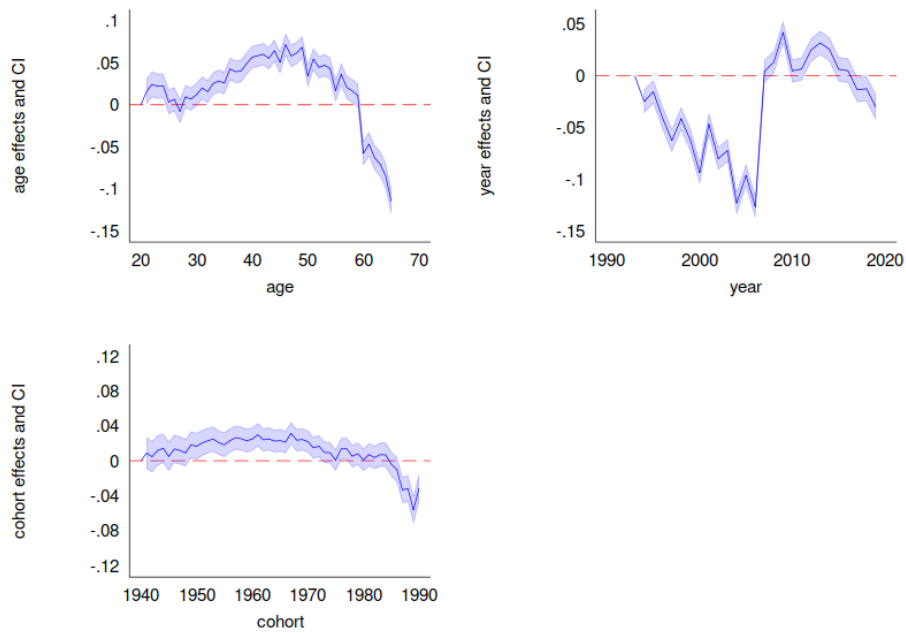 age effects and CI
.1
.05
0
-.05
-.1
-.15
20 30 40 50 60 70
age
year effects and CI
.05
0
-.05
-.1
-.15
1990 2000 2010 2020
year
cohort effects and CI
.12
.08
.04
0
-.04
-.08
-.12
1940 1950 1960 1970 1980 1990
cohort